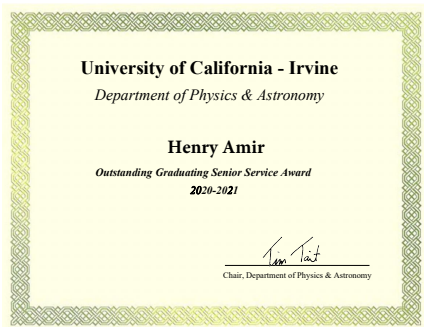 University of California - Irvine
Department of Physics & Astronomy
Henry Amir
Outstanding Graduating Senior Service Award
2020-2021
Tim Tait
Chair, Department of Physics & Astronomy